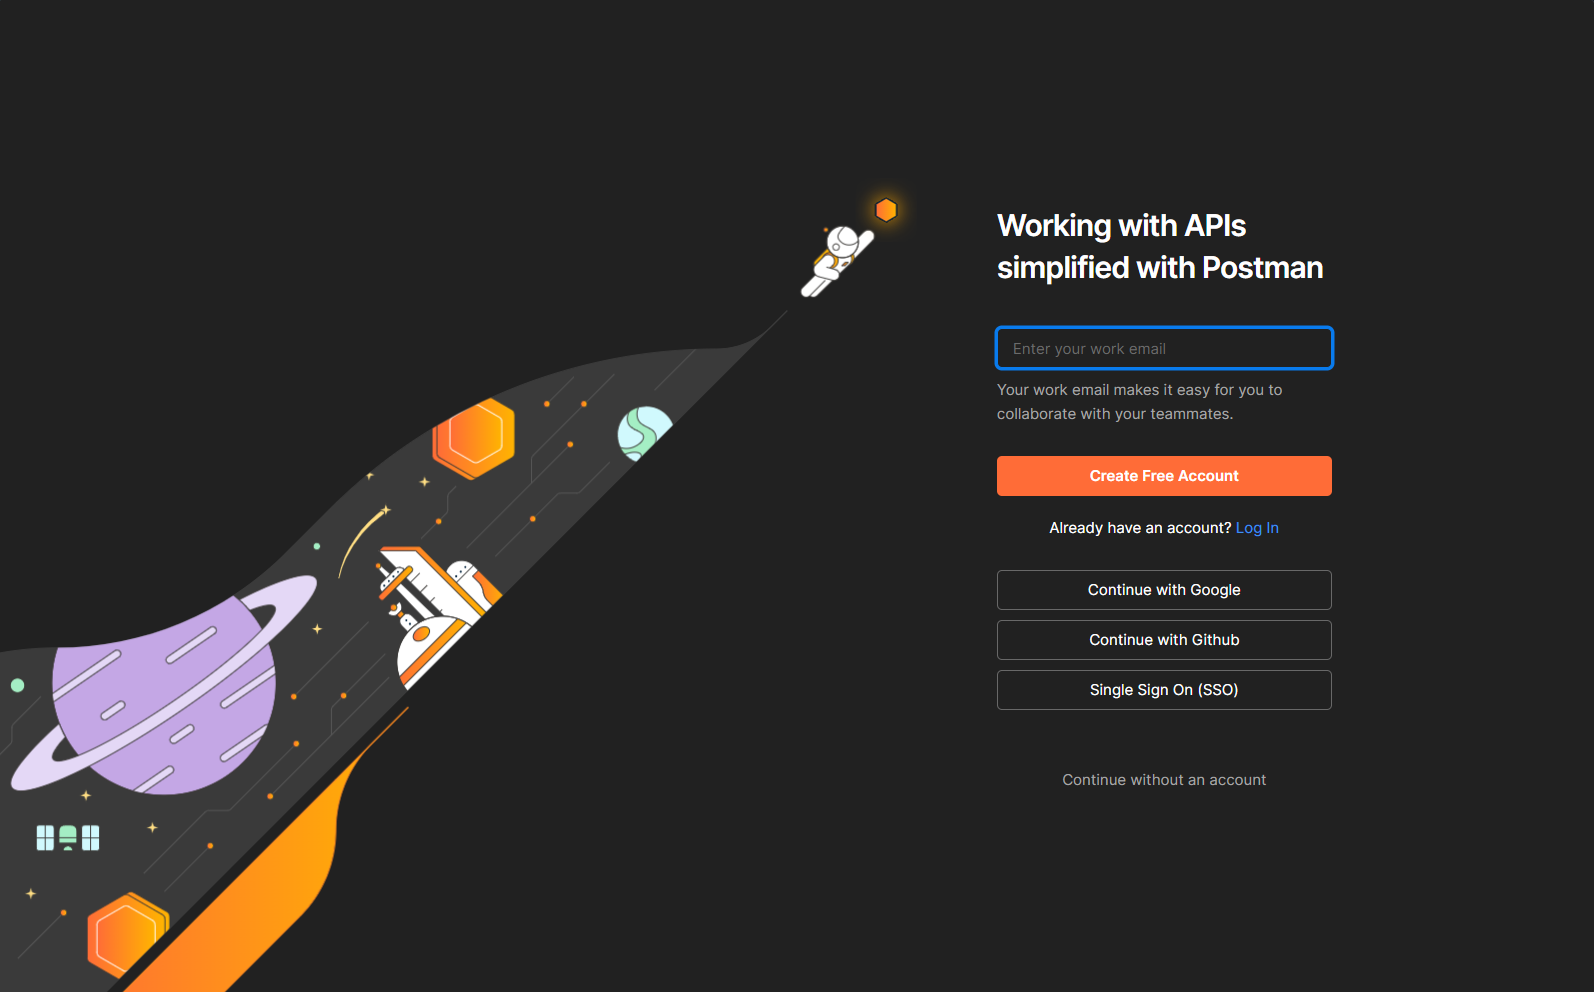 Working with APIs
simplified with Postman
Enter your work email
Your work email makes it easy for you to
collaborate with your teammates.
Create Free Account
Already have an account? Log In
Continue with Google
Continue with Github
Single Sign On (SSO)
Continue without an account